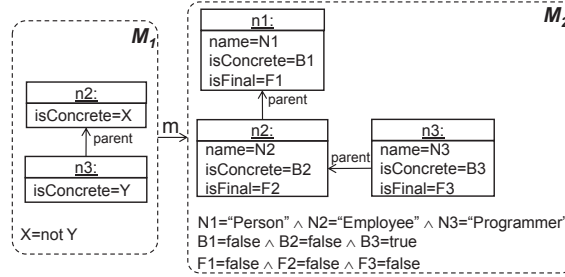 M1
n2:
isConcrete=X
parent
n3:
isConcrete=Y
X=not Y
m
M2
n1:
name=N1
isConcrete=B1
isFinal=F1
parent
n2:
name=N2
isConcrete=B2
isFinal=F2
parent
n3:
name=N3
isConcrete=B3
isFinal=F3
N1="Person" ∧ N2="Employee" ∧ N3="Programmer"
B1=false ∧ B2=false ∧ B3=true
F1=false ∧ F2=false ∧ F3=false